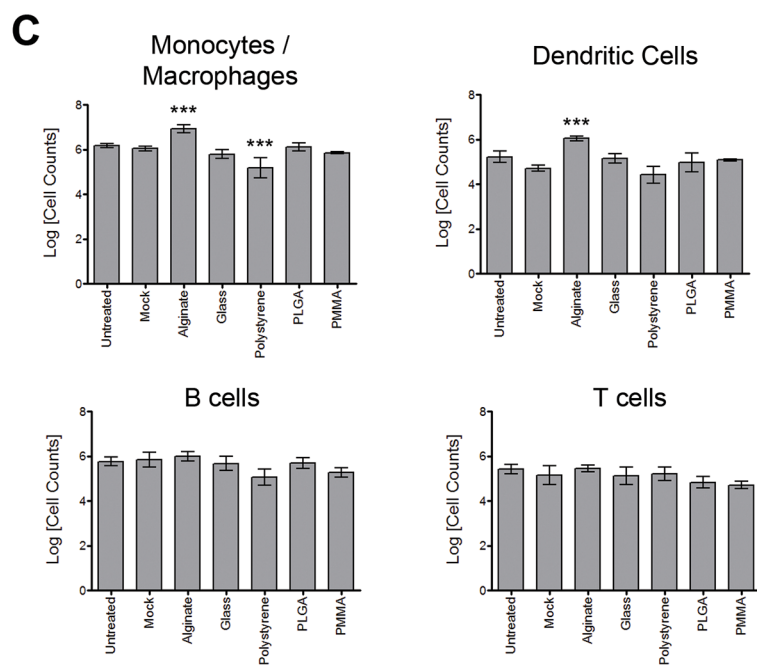 C
Monocytes /
Macrophages
***
***
8
6
4
2
0
Log [Cell Counts]
Untreated
Mock
Alginate
Glass
Polystyrene
PLGA
PMMA
Dendritic Cells
***
8
6
4
2
0
Log [Cell Counts]
Untreated
Mock
Alginate
Glass
Polystyrene
PLGA
PMMA
B cells
8
6
4
2
0
Log [Cell Counts]
Untreated
Mock
Alginate
Glass
Polystyrene
PLGA
PMMA
T cells
8
6
4
2
0
Log [Cell Counts]
Untreated
Mock
Alginate
Glass
Polystyrene
PLGA
PMMA